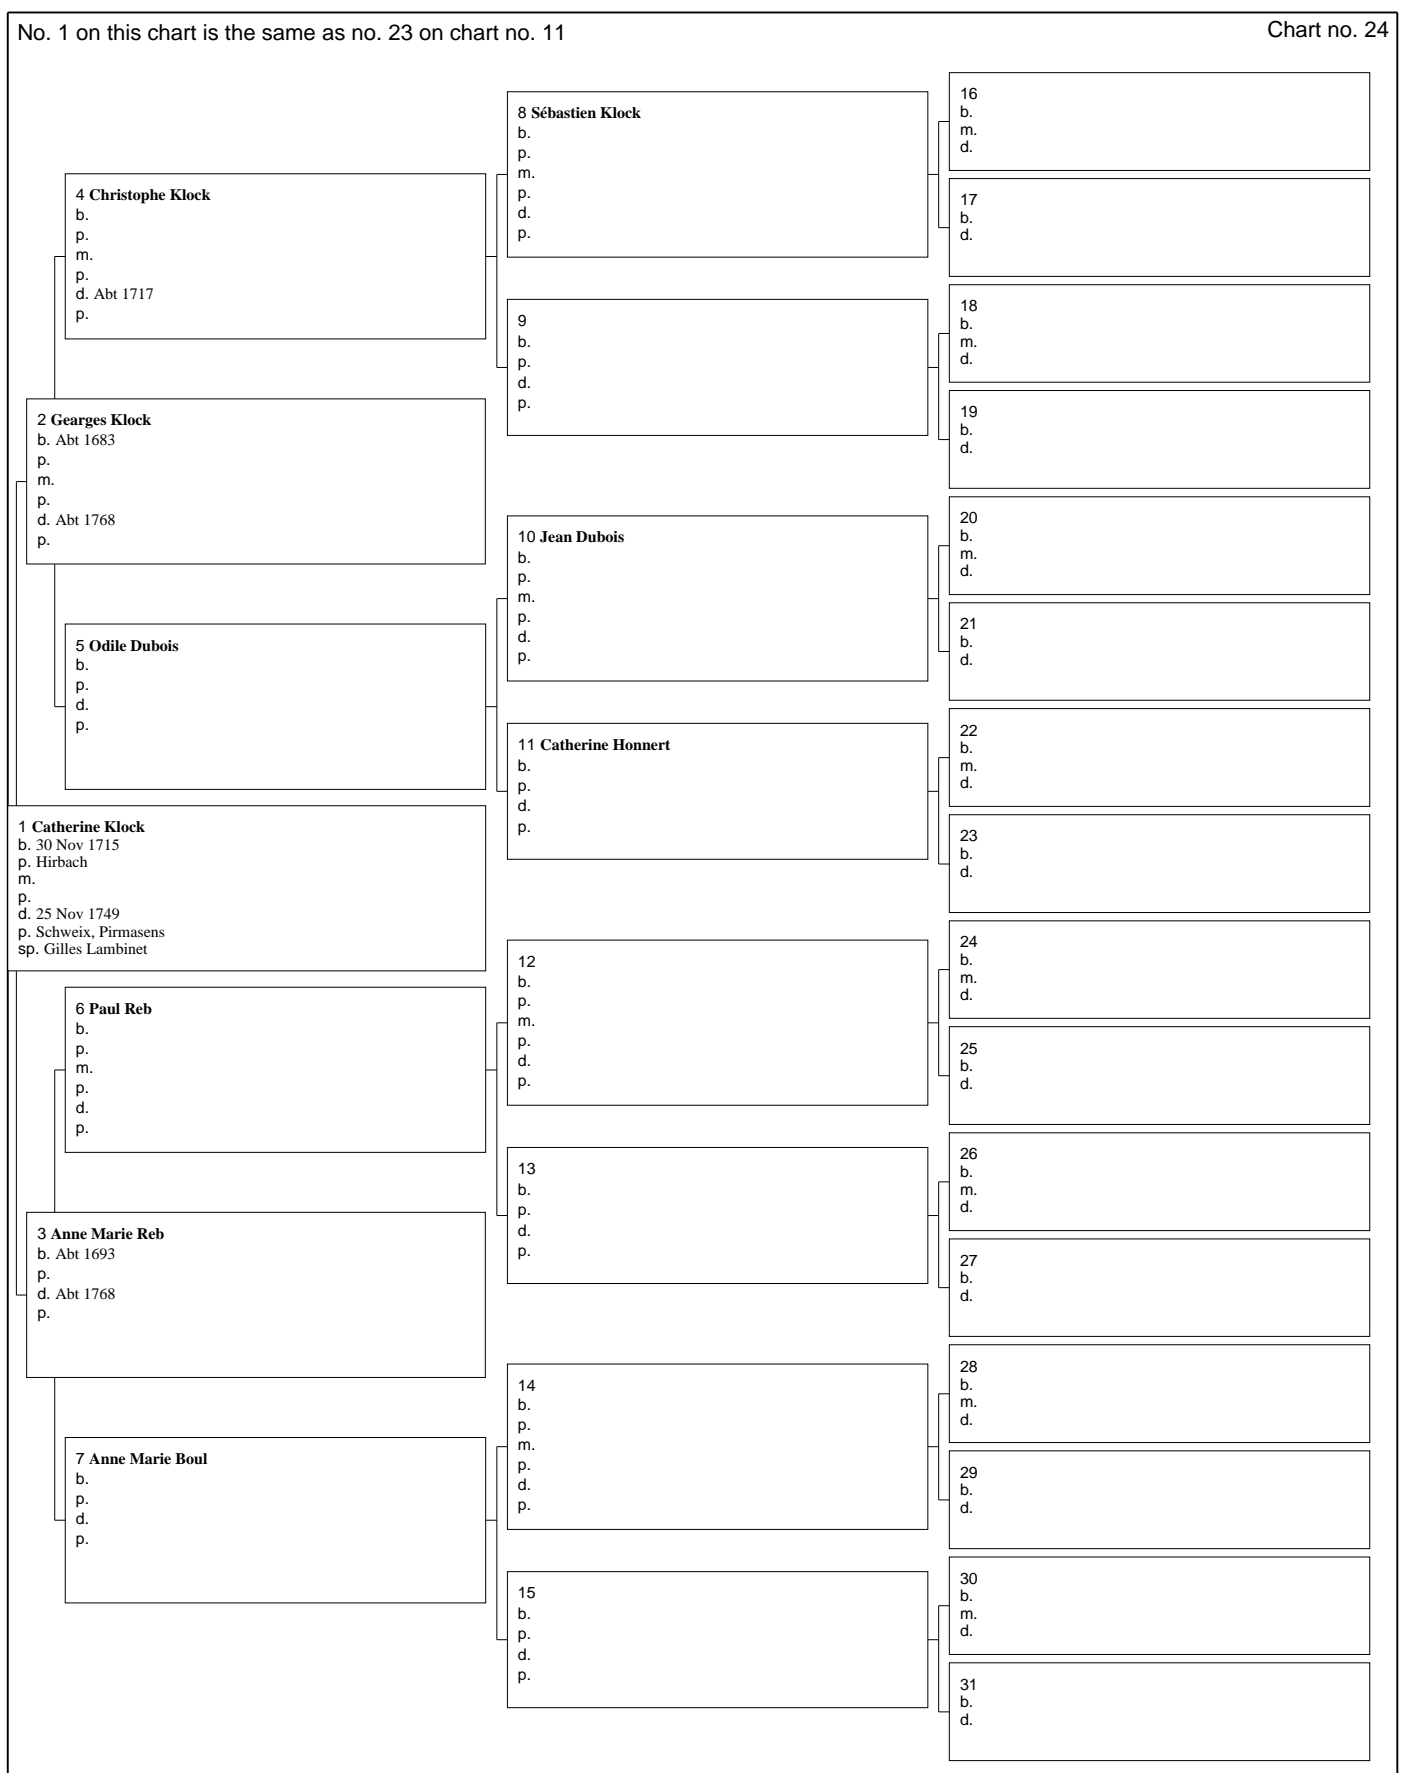 No. 1 on this chart is the same as no. 23 on chart no. 11
Chart no. 24
4 Christophe Klock
b.
p.
m.
p.
d. Abt 1717
p.
2 Gearges Klock
b. Abt 1683
p.
m.
p.
d. Abt 1768
p.
5 Odile Dubois
b.
p.
d.
p.
1 Catherine Klock
b. 30 Nov 1715
p. Hirbach
m.
p.
d. 25 Nov 1749
p. Schweix, Pirmasens
sp. Gilles Lambinet
6 Paul Reb
b.
p.
m.
p.
d.
p.
3 Anne Marie Reb
b. Abt 1693
p.
d. Abt 1768
p.
7 Anne Marie Boul
b.
p.
d.
p.
8 Sébastien Klock
b.
p.
m.
p.
d.
p.
9
b.
p.
d.
p.
10 Jean Dubois
b.
p.
m.
p.
d.
p.
11 Catherine Honnert
b.
p.
d.
p.
12
b.
p.
m.
p.
d.
p.
13
b.
p.
d.
p.
14
b.
p.
m.
p.
d.
p.
15
b.
p.
d.
p.
16
b.
m.
d.
17
b.
d.
18
b.
m.
d.
19
b.
d.
20
b.
m.
d.
21
b.
d.
22
b.
m.
d.
23
b.
d.
24
b.
m.
d.
25
b.
d.
26
b.
m.
d.
27
b.
d.
28
b.
m.
d.
29
b.
d.
30
b.
m.
d.
31
b.
d.